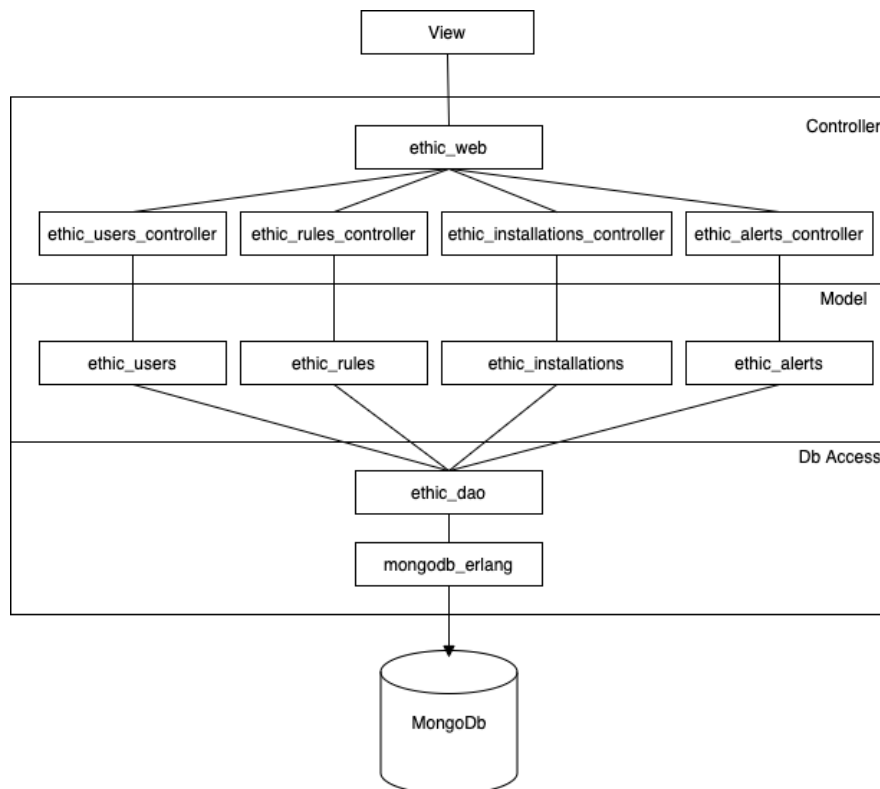 View
Controller
ethic_web
ethic_users_controller
ethic_rules_controller
ethic_installations_controller
ethic_alerts_controller
Model
ethic_users
ethic_rules
ethic_installations
ethic_alerts
Db Access
ethic_dao
mongodb_erlang
MongoDb